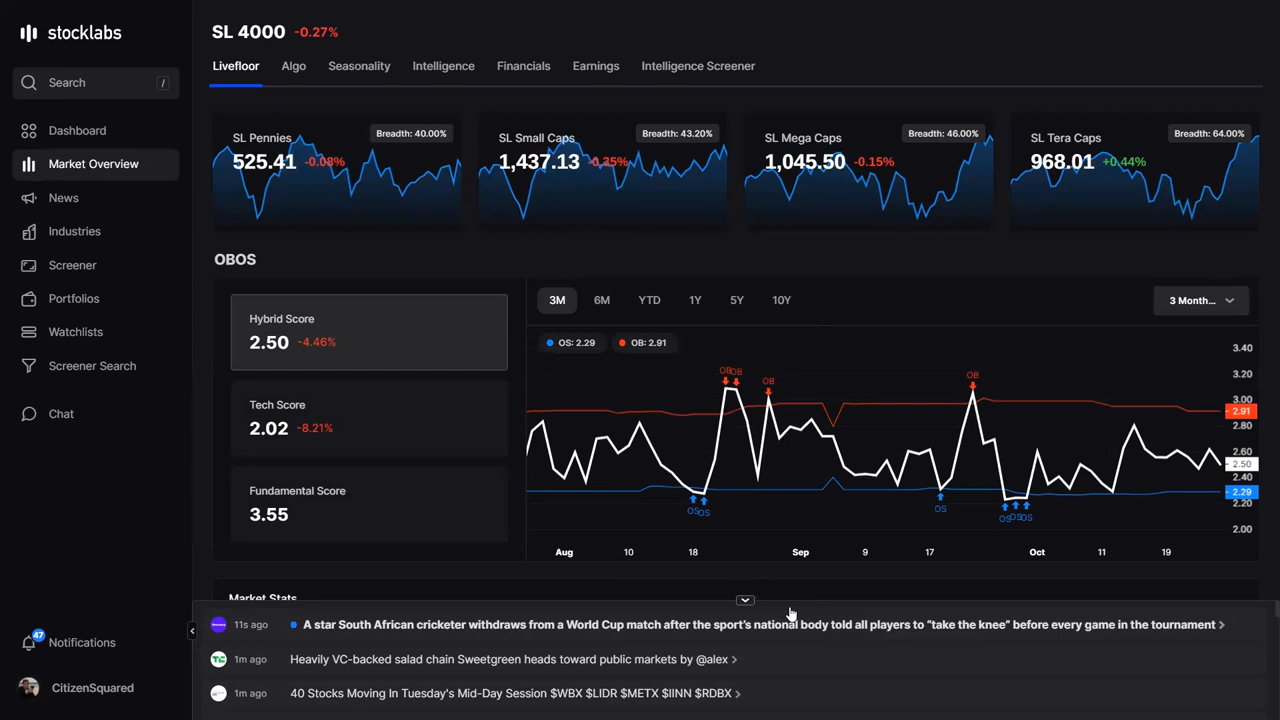 stocklabs
Search /
Dashboard
Market Overview
News
Industries
Screener
Portfolios
Watchlists
Screener Search
Chat
47
Notifications
CitizenSquared
SL 4000 -0.27%
Livefloor Algo Seasonality Intelligence Financials Earnings Intelligence Screener
SL Pennies Breadth: 40.00%
525.41 -0.08%
SL Small Caps Breadth: 43.20%
1,437.13 -0.25%
SL Mega Caps Breadth: 46.00%
1,045.50 -0.15%
SL Tera Caps Breadth: 64.00%
968.01 +0.44%
OBOS
Hybrid Score
2.50 -4.46%
Tech Score
2.02 -8.21%
Fundamental Score
3.55
3M 6M YTD 1Y 5Y 10Y 3 Month...
OS: 2.29 OB: 2.91
3.40
3.20
3.00
2.91
2.80
2.60
2.50
2.40
2.29
2.20
2.00
OB OB OB OB
OS OS OS OS OS OS
Aug 10 18 Sep 9 17 Oct 11 19
Market Stats
11s ago A star South African cricketer withdraws from a World Cup match after the sport's national body told all players to “take the knee” before every game in the tournament >
TC 1m ago Heavily VC-backed salad chain Sweetgreen heads toward public markets by @alex >
1m ago 40 Stocks Moving In Tuesday's Mid-Day Session $WBX $LIDR $METX $IINN $RDBX >